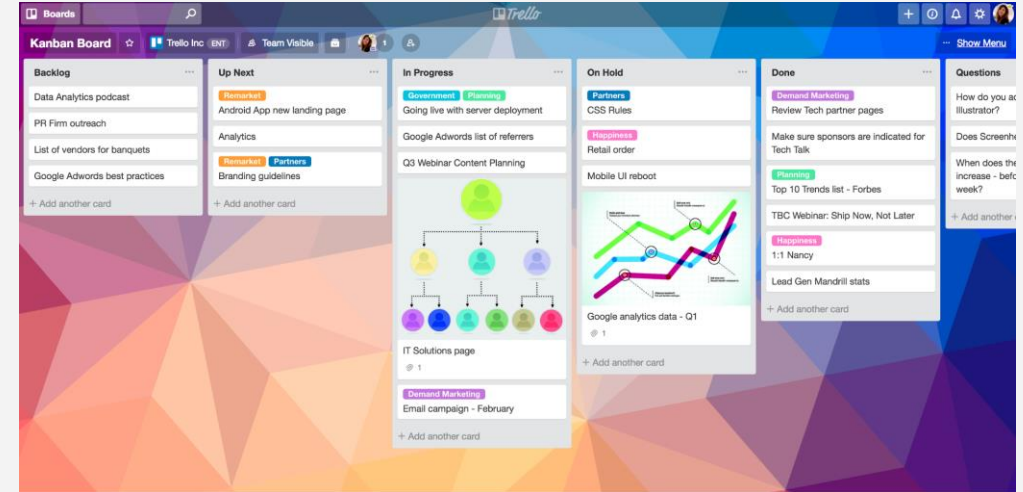 Boards
Trello
Kanban Board
Trello Inc ENT
Team Visible
1
Show Menu
Backlog
Data Analytics podcast
PR Firm outreach
List of vendors for banquets
Google Adwords best practices
+ Add another card
Up Next
Remarket
Android App new landing page
Analytics
Remarket Partners
Branding guidelines
+ Add another card
In Progress
Government Planning
Going live with server deployment
Google Adwords list of referrers
Q3 Webinar Content Planning
IT Solutions page
1
Demand Marketing
Email campaign - February
+ Add another card
On Hold
Partners
CSS Rules
Happiness
Retail order
Mobile UI reboot
Google analytics data - Q1
1
+ Add another card
Done
Demand Marketing
Review Tech partner pages
Make sure sponsors are indicated for
Tech Talk
Planning
Top 10 Trends list - Forbes
TBC Webinar: Ship Now, Not Later
Happiness
1:1 Nancy
Lead Gen Mandrill stats
+ Add another card
Questions
How do you
Illustrator?
Does
When does the
increase -
week?
+ Add another